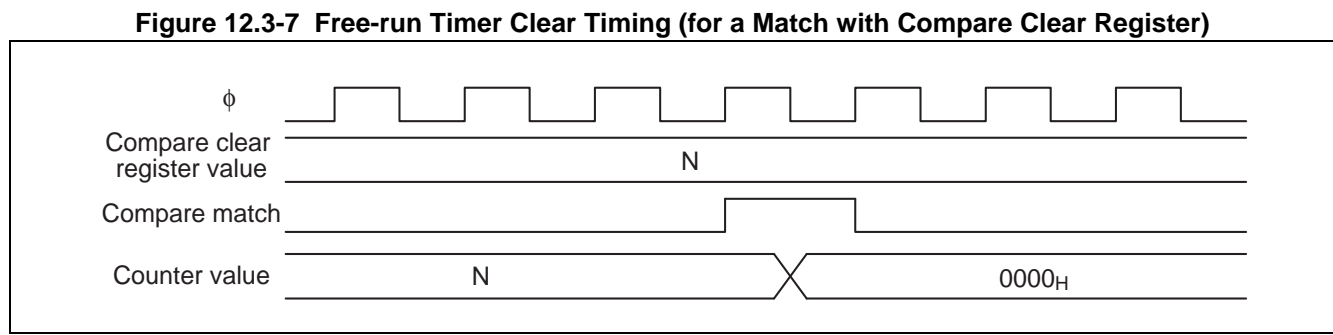 Figure 12.3-7 Free-run Timer Clear Timing (for a Match with Compare Clear Register)
ϕ
Compare clear
register value
N
Compare match
Counter value
N
0000H